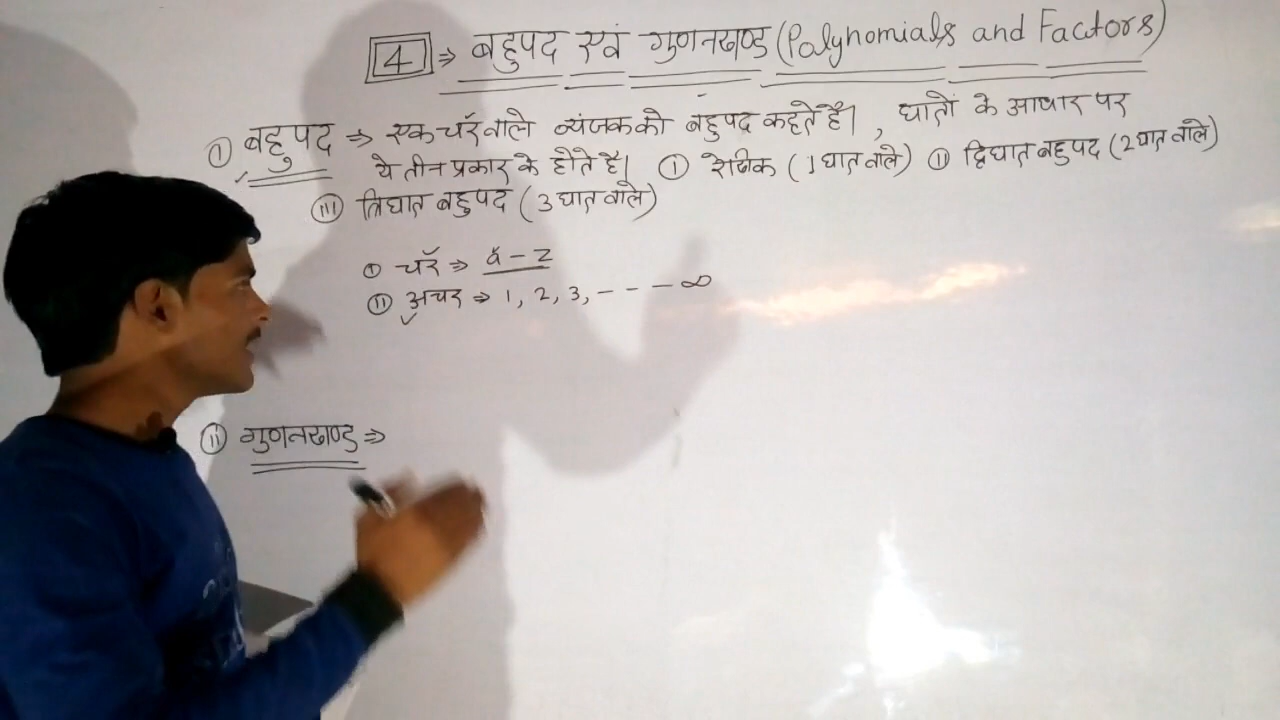 4 ⇒ बहुपद एवं गुणनखण्ड (Polynomials and Factors)
① बहुपद ⇒ एक चर वाले व्यंजक को बहुपद कहते हैं। , घातों के आधार पर
ये तीन प्रकार के होते है। ① रेखिक (1 घात वाले) ⑪ द्विघात बहुपद (2 घात वाले)
⑪I त्रिघात बहुपद (3 घात वाले)
① चर ⇒ a - z
⑪ अचर ⇒ 1, 2, 3, - - - ∞
⑪ गुणनखण्ड ⇒